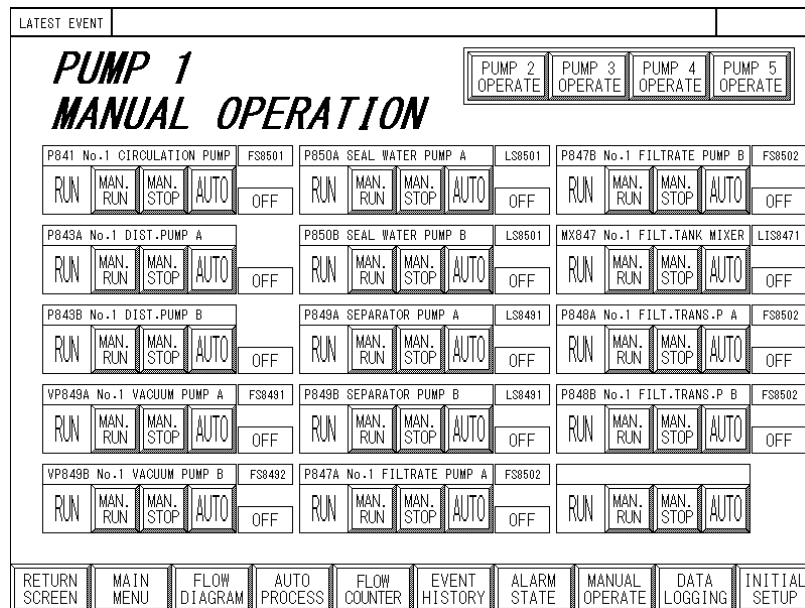 LATEST EVENT
PUMP 1
MANUAL OPERATION
PUMP 2 OPERATE
PUMP 3 OPERATE
PUMP 4 OPERATE
PUMP 5 OPERATE
P841 No.1 CIRCULATION PUMP FS8501
RUN MAN. RUN MAN. STOP AUTO OFF
P850A SEAL WATER PUMP A LS8501
RUN MAN. RUN MAN. STOP AUTO OFF
P847B No.1 FILTRATE PUMP B FS8502
RUN MAN. RUN MAN. STOP AUTO OFF
P843A No.1 DIST.PUMP A
RUN MAN. RUN MAN. STOP AUTO OFF
P850B SEAL WATER PUMP B LS8501
RUN MAN. RUN MAN. STOP AUTO OFF
MX847 No.1 FILT.TANK MIXER LIS8471
RUN MAN. RUN MAN. STOP AUTO OFF
P843B No.1 DIST.PUMP B
RUN MAN. RUN MAN. STOP AUTO OFF
P849A SEPARATOR PUMP A LS8491
RUN MAN. RUN MAN. STOP AUTO OFF
P848A No.1 FILT.TRANS.P A FS8502
RUN MAN. RUN MAN. STOP AUTO OFF
VP849A No.1 VACUUM PUMP A FS8491
RUN MAN. RUN MAN. STOP AUTO OFF
P849B SEPARATOR PUMP B LS8491
RUN MAN. RUN MAN. STOP AUTO OFF
P848B No.1 FILT.TRANS.P B FS8502
RUN MAN. RUN MAN. STOP AUTO OFF
VP849B No.1 VACUUM PUMP B FS8492
RUN MAN. RUN MAN. STOP AUTO OFF
P847A No.1 FILTRATE PUMP A FS8502
RUN MAN. RUN MAN. STOP AUTO OFF
RUN MAN. RUN MAN. STOP AUTO
RETURN SCREEN
MAIN MENU
FLOW DIAGRAM
AUTO PROCESS
FLOW COUNTER
EVENT HISTORY
ALARM STATE
MANUAL OPERATE
DATA LOGGING
INITIAL SETUP